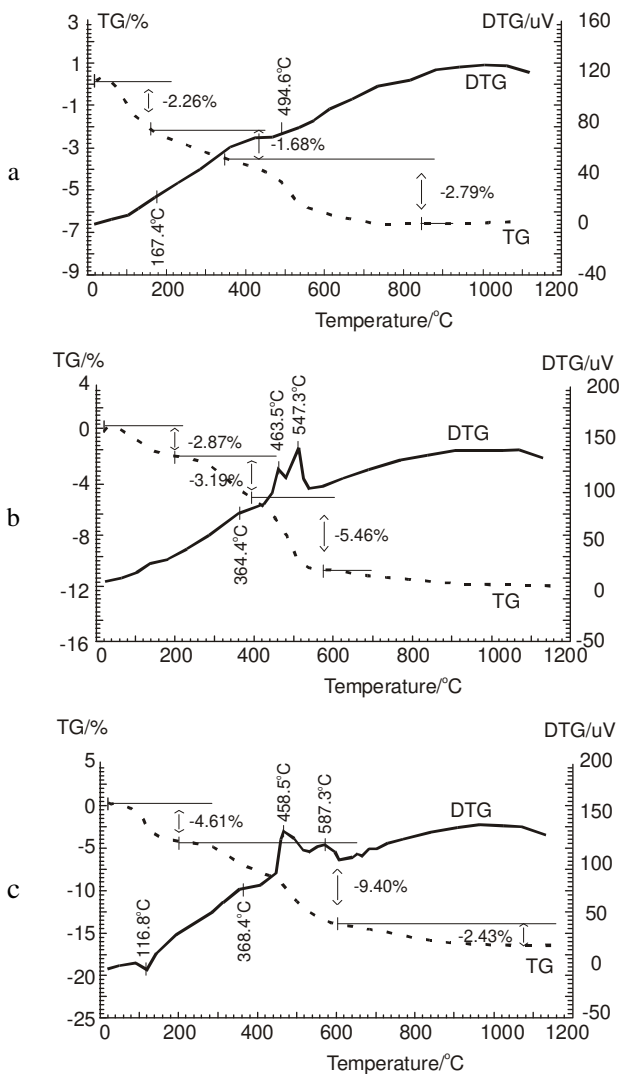 TG/% DTG/uV
3 160
1 120
-1 80
-3 40
-5 0
-7 -40
-9
0 200 400 600 800 1000 1200
Temperature/°C
-2.26%
-1.68%
-2.79%
167.4°C
494.6°C
DTG
TG
a
TG/% DTG/uV
4 200
0 150
-4 100
-8 50
-12 0
-16 -50
0 200 400 600 800 1000 1200
Temperature/°C
-2.87%
-3.19%
-5.46%
364.4°C
463.5°C
547.3°C
DTG
TG
b
TG/% DTG/uV
5 200
0 150
-5 100
-10 50
-15 0
-20 -50
-25
0 200 400 600 800 1000 1200
Temperature/°C
-4.61%
-9.40%
-2.43%
116.8°C
368.4°C
458.5°C
587.3°C
DTG
TG
c